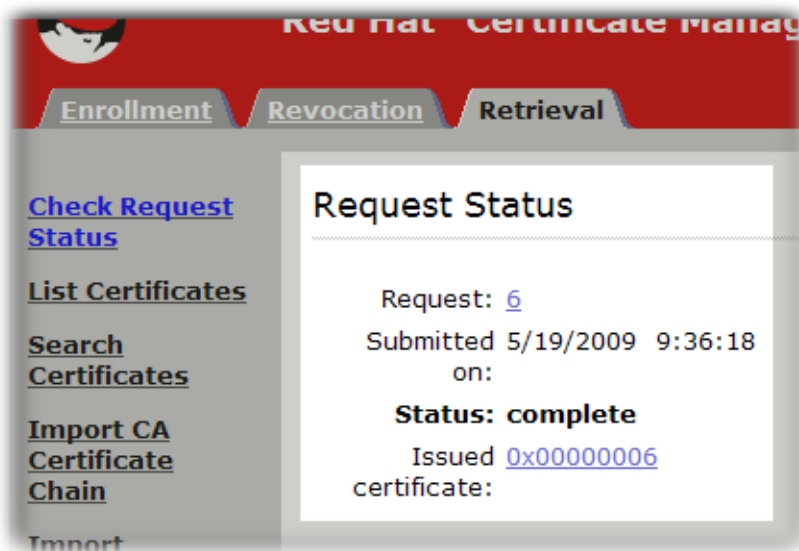 Red Hat Certificate Manag
Enrollment Revocation Retrieval
Check Request
Status
List Certificates
Search
Certificates
Import CA
Certificate
Chain
Import
Request Status
Request: 6
Submitted 5/19/2009 9:36:18
on:
Status: complete
Issued 0x00000006
certificate: